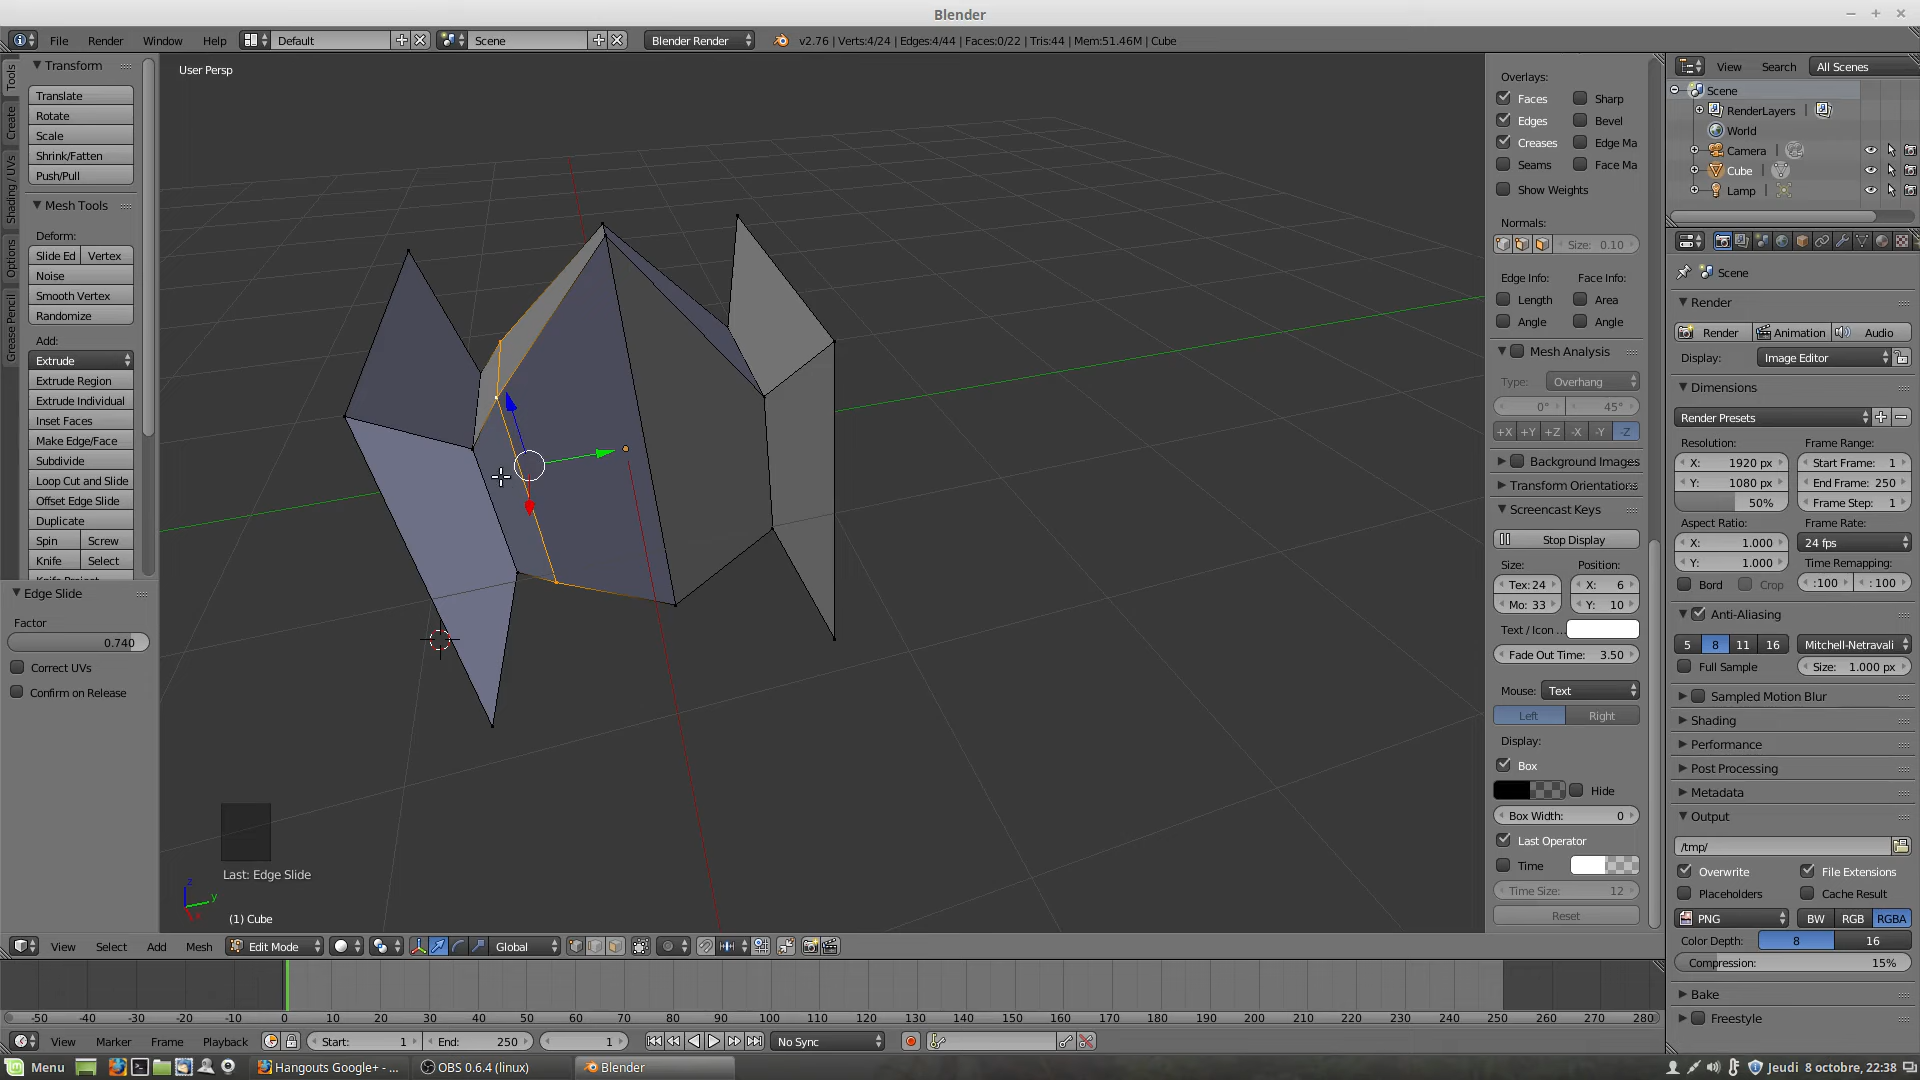 Blender
File Render Window Help Default Scene Blender Render v2.76 | Verts:4/24 | Edges:4/44 | Faces:0/22 | Tris:44 | Mem:51.46M | Cube
Tools
Create
Shading / UVs
Options
Grease Pencil
Transform
Translate
Rotate
Scale
Shrink/Fatten
Push/Pull
Mesh Tools
Deform:
Slide Ed Vertex
Noise
Smooth Vertex
Randomize
Add:
Extrude
Extrude Region
Extrude Individual
Inset Faces
Make Edge/Face
Subdivide
Loop Cut and Slide
Offset Edge Slide
Duplicate
Spin Screw
Knife Select
Knife Project
Edge Slide
Factor
0.740
Correct UVs
Confirm on Release
User Persp
Last: Edge Slide
z
y
x
(1) Cube
View Select Add Mesh Edit Mode Global
Overlays:
Faces Sharp
Edges Bevel
Creases Edge Ma
Seams Face Ma
Show Weights
Normals:
Size: 0.10
Edge Info: Face Info:
Length Area
Angle Angle
Mesh Analysis
Type: Overhang
0° 45°
+X +Y +Z -X -Y -Z
Background Images
Transform Orientations
Screencast Keys
Stop Display
Size: Position:
Tex: 24 X: 6
Mo: 33 Y: 10
Text / Icon ...
Fade Out Time: 3.50
Mouse: Text
Left Right
Display:
Box
Hide
Box Width: 0
Last Operator
Time
Time Size: 12
Reset
View Search All Scenes
Scene
RenderLayers |
World
Camera |
Cube |
Lamp |
Scene
Render
Render Animation Audio
Display: Image Editor
Dimensions
Render Presets
Resolution: Frame Range:
X: 1920 px Start Frame: 1
Y: 1080 px End Frame: 250
50% Frame Step: 1
Aspect Ratio: Frame Rate:
X: 1.000 24 fps
Y: 1.000 Time Remapping:
Bord Crop :100 : 100
Anti-Aliasing
5 8 11 16 Mitchell-Netravali
Full Sample Size: 1.000 px
Sampled Motion Blur
Shading
Performance
Post Processing
Metadata
Output
/tmp/
Overwrite File Extensions
Placeholders Cache Result
PNG BW RGB RGBA
Color Depth: 8 16
Compression: 15%
Bake
Freestyle
-50 -40 -30 -20 -10 0 10 20 30 40 50 60 70 80 90 100 110 120 130 140 150 160 170 180 190 200 210 220 230 240 250 260 270 280
View Marker Frame Playback Start: 1 End: 250 1 No Sync
Menu Hangouts Google+ - ... OBS 0.6.4 (linux) Blender Jeudi 8 octobre, 22:38